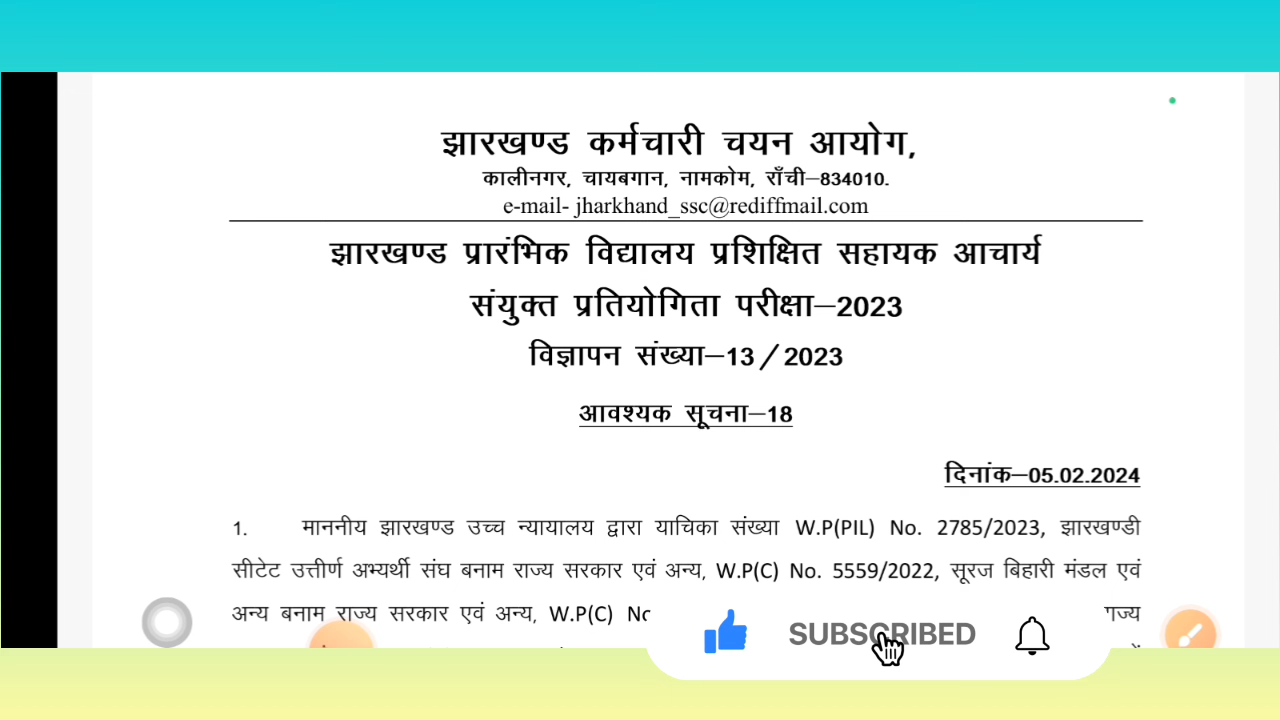 झारखण्ड कर्मचारी चयन आयोग,
कालीनगर, चायबगान, नामकोम, राँची–834010.
e-mail- jharkhand_ssc@rediffmail.com
झारखण्ड प्रारंभिक विद्यालय प्रशिक्षित सहायक आचार्य
संयुक्त प्रतियोगिता परीक्षा–2023
विज्ञापन संख्या–13/2023
आवश्यक सूचना–18
दिनांक–05.02.2024
1. माननीय झारखण्ड उच्च न्यायालय द्वारा याचिका संख्या W.P(PIL) No. 2785/2023, झारखण्डी
सीटेट उत्तीर्ण अभ्यर्थी संघ बनाम राज्य सरकार एवं अन्य, W.P(C) No. 5559/2022, सूरज बिहारी मंडल एवं
अन्य बनाम राज्य सरकार एवं अन्य, W.P(C)
SUBSCRIBED